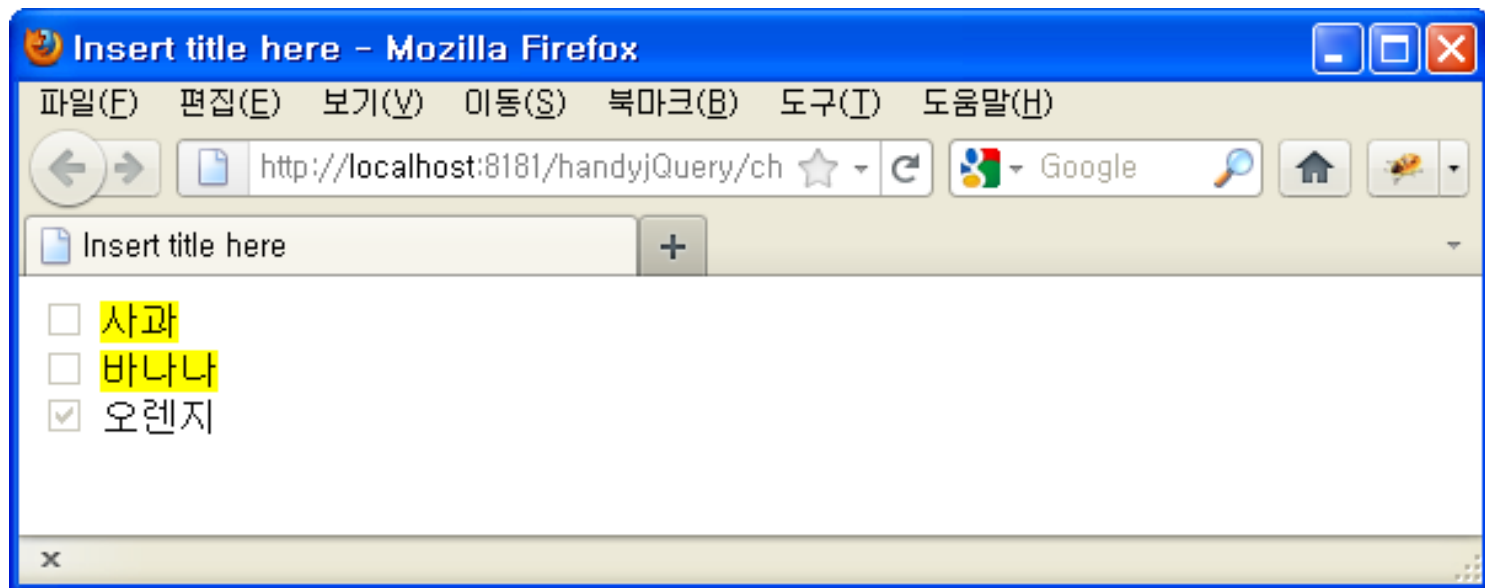 Insert title here - Mozilla Firefox
파일(F) 편집(E) 보기(V) 이동(S) 북마크(B) 도구(T) 도움말(H)
http://localhost:8181/handyjQuery/ch Google
Insert title here
사과
바나나
오렌지